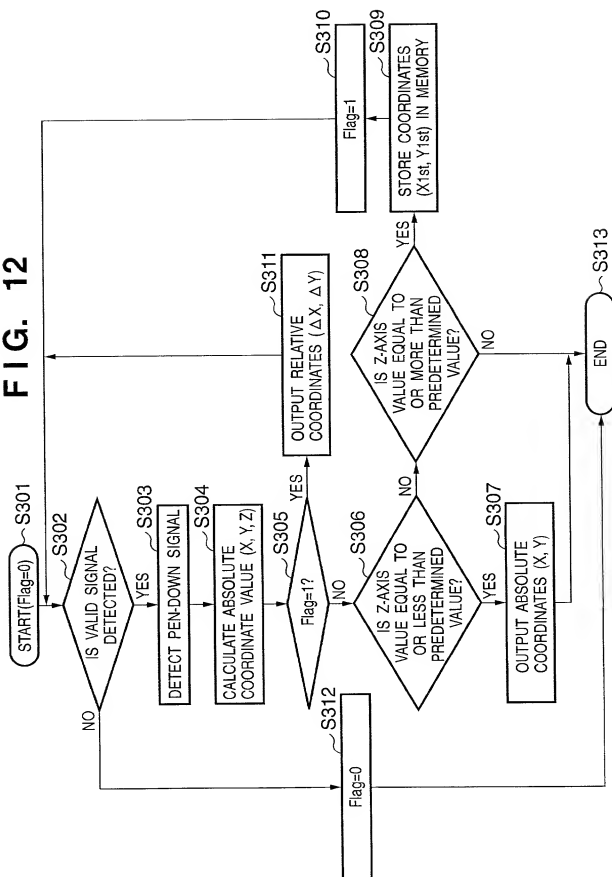 FIG. 12
START(Flag=0)
S301
S302
IS VALID SIGNAL
DETECTED?
NO
YES
S303
DETECT PEN-DOWN SIGNAL
S304
CALCULATE ABSOLUTE
COORDINATE VALUE (X, Y, Z)
S305
Flag=1?
YES
NO
S311
OUTPUT RELATIVE
COORDINATES (ΔX, ΔY)
S306
IS Z-AXIS
VALUE EQUAL TO
OR LESS THAN
PREDETERMINED
VALUE?
NO
YES
S307
OUTPUT ABSOLUTE
COORDINATES (X, Y)
S308
IS Z-AXIS
VALUE EQUAL TO
OR MORE THAN
PREDETERMINED
VALUE?
YES
NO
S309
STORE COORDINATES
(X1st, Y1st) IN MEMORY
S310
Flag=1
S312
Flag=0
S313
END